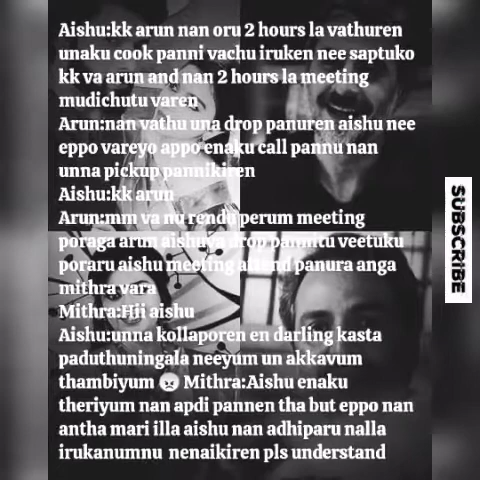 Aishu:kk arun nan oru 2 hours la vathuren
unaku cook panni vachu iruken nee saptuko
kk va arun and nan 2 hours la meeting
mudichutu varen
Arun:nan vathu una drop panuren aishu nee
eppo vareyo appo enaku call pannu nan
unna pickup pannikiren
Aishu:kk arun
Arun:mm va nu rendu perum meeting
poraga arun aishuva drop pannitu veetuku
poraru aishu meeting attend panura anga
mithra vara
Mithra:Hii aishu
Aishu:unna kollaporen en darling kasta
paduthuningala neeyum un akkavum
thambiyum 😠 Mithra:Aishu enaku
theriyum nan apdi pannen tha but eppo nan
antha mari illa aishu nan adhiparu nalla
irukanumnu nenaikiren pls understand
SUBSCRIBE